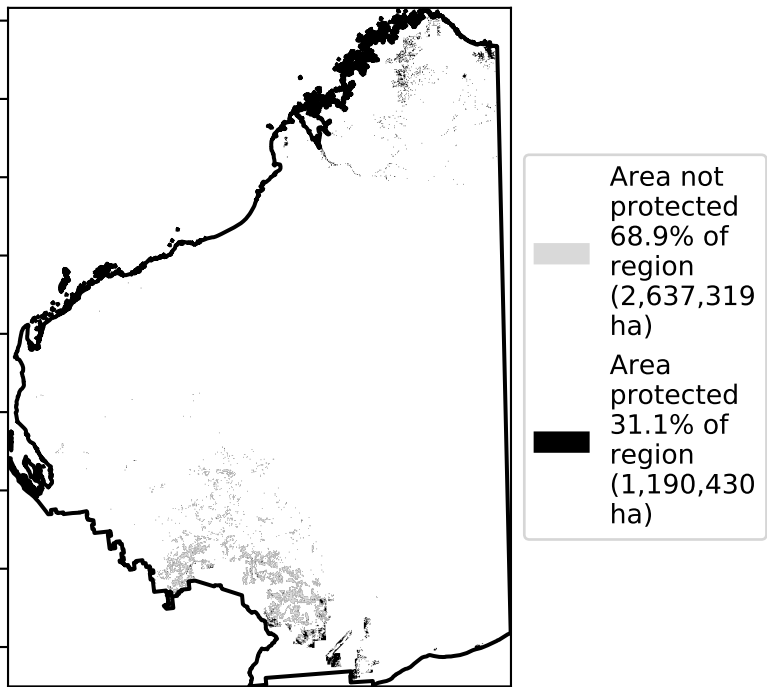 Area not
protected
68.9% of
region
(2,637,319
ha)
Area
protected
31.1% of
region
(1,190,430
ha)